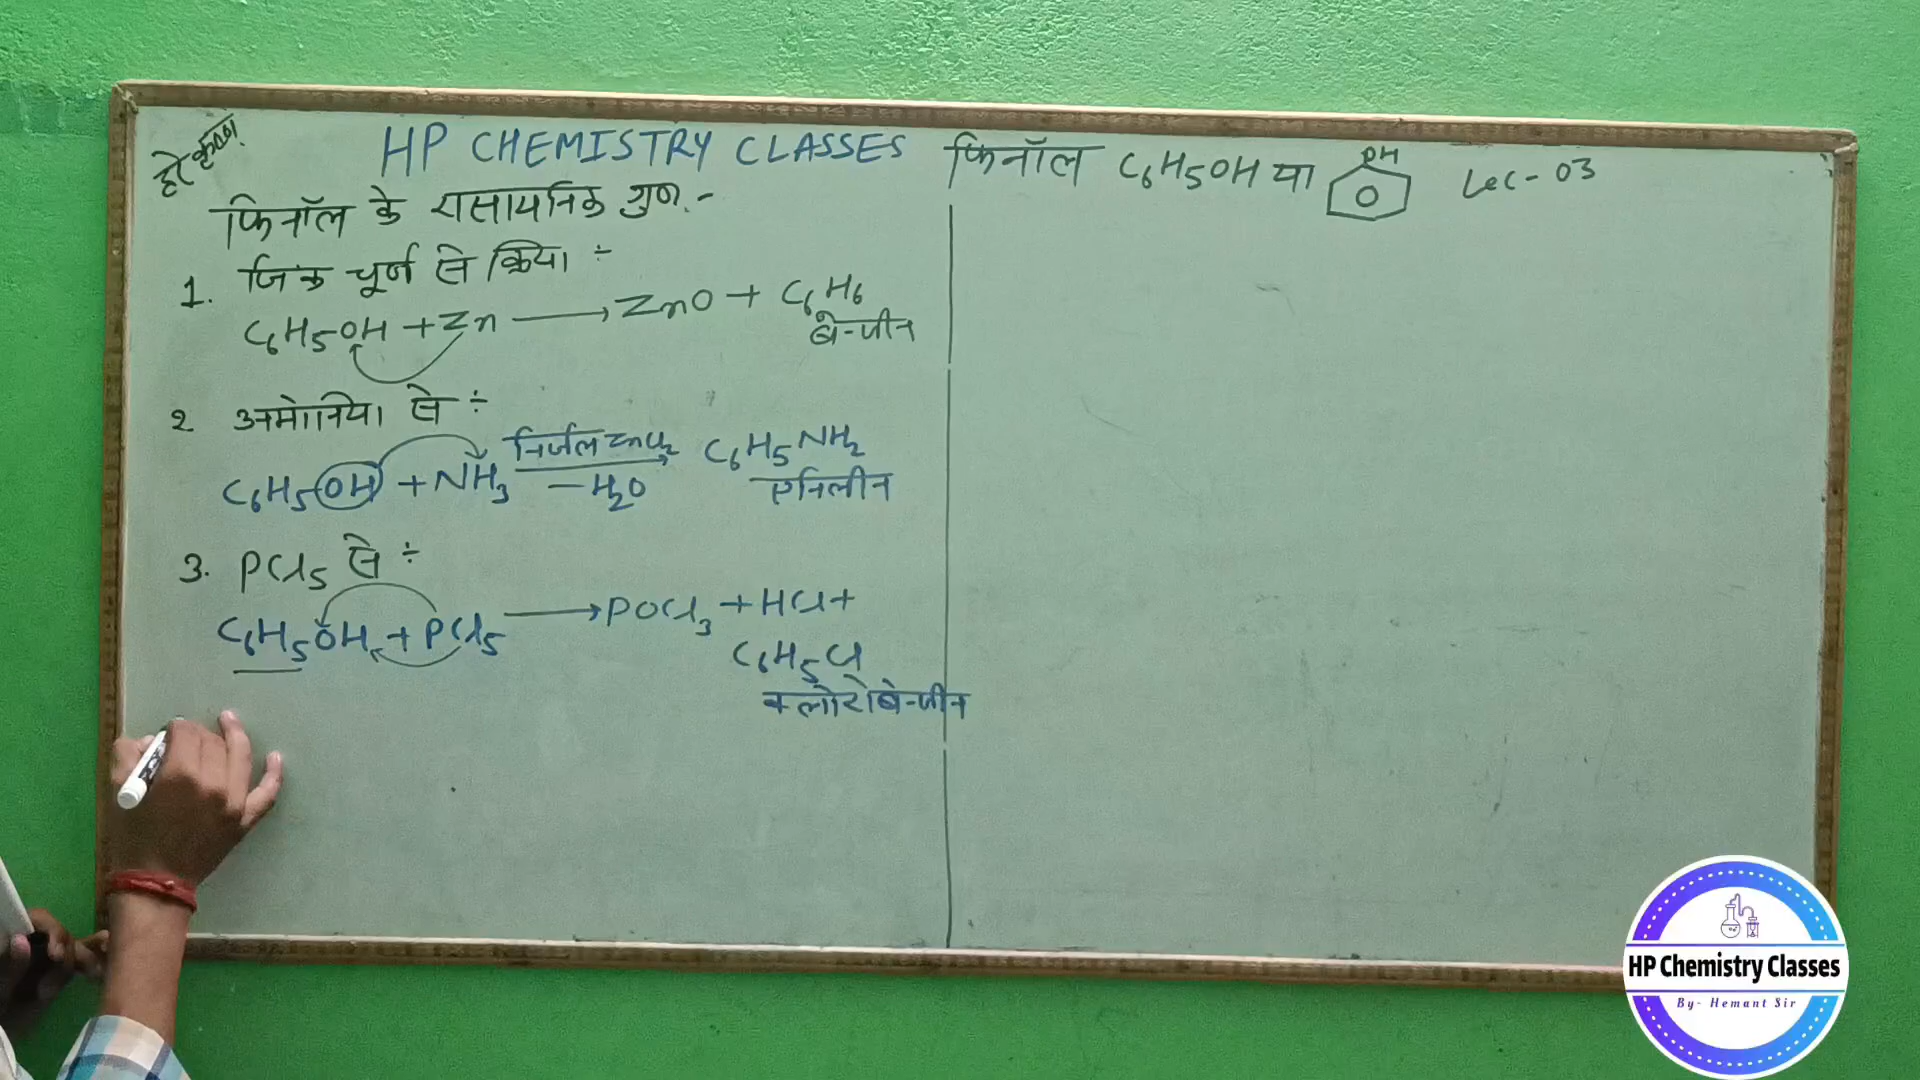 हरे कृष्णा
HP CHEMISTRY CLASSES फिनॉल C₆H₅OH या OH Lec-03
फिनॉल के रासायनिक गुण :-
1. जिंक चूर्ण से क्रिया ÷
C₆H₅OH + Zn ⟶ ZnO + C₆H₆
बेन्जीन
2 अमोनिया से ÷
C₆H₅OH + NH₃ निर्जल ZnCl₂ ⟶ -H₂O C₆H₅NH₂
एनिलीन
3. PCl₅ से ÷
C₆H₅OH + PCl₅ ⟶ POCl₃ + HCl +
C₆H₅Cl
क्लोरोबेन्जीन
HP Chemistry Classes
By- Hemant Sir